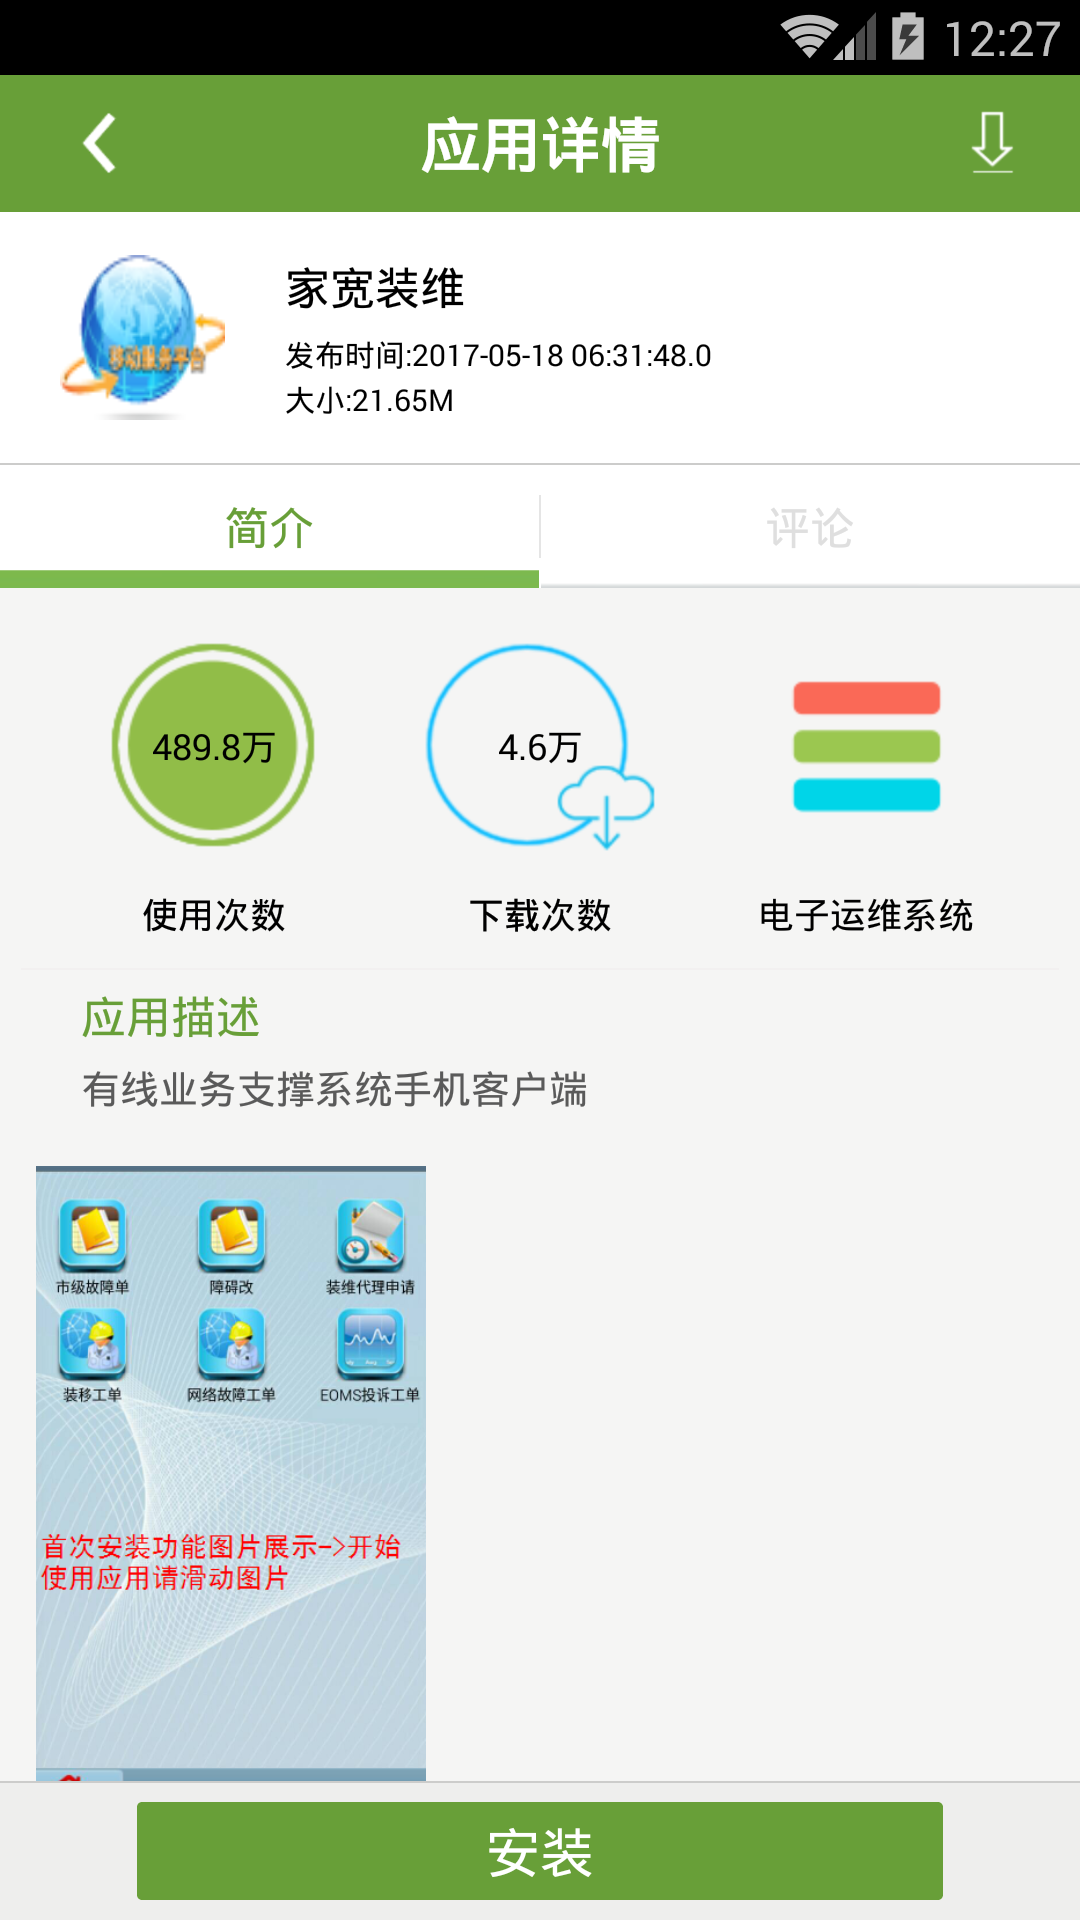 12:27
应用详情
家宽装维
移动服务平台
发布时间:2017-05-18 06:31:48.0
大小:21.65M
简介
评论
489.8万
4.6万
使用次数
下载次数
电子运维系统
应用描述
有线业务支撑系统手机客户端
市级故障单
障碍改
装维代理申请
装移工单
网络故障工单
EOMS投诉工单
首次安装功能图片展示->开始
使用应用请滑动图片
安装